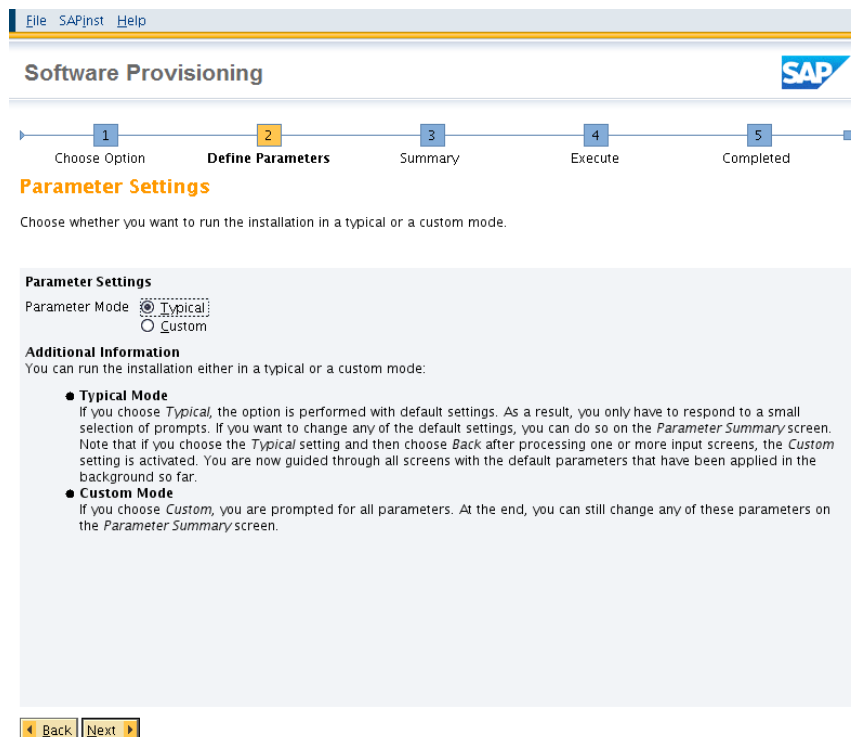 File SAPinst Help
Software Provisioning
SAP
1 2 3 4 5
Choose Option Define Parameters Summary Execute Completed
Parameter Settings
Choose whether you want to run the installation in a typical or a custom mode.
Parameter Settings
Parameter Mode Typical
Custom
Additional Information
You can run the installation either in a typical or a custom mode:
Typical Mode
If you choose Typical, the option is performed with default settings. As a result, you only have to respond to a small
selection of prompts. If you want to change any of the default settings, you can do so on the Parameter Summary screen.
Note that if you choose the Typical setting and then choose Back after processing one or more input screens, the Custom
setting is activated. You are now guided through all screens with the default parameters that have been applied in the
background so far.
Custom Mode
If you choose Custom, you are prompted for all parameters. At the end, you can still change any of these parameters on
the Parameter Summary screen.
Back Next